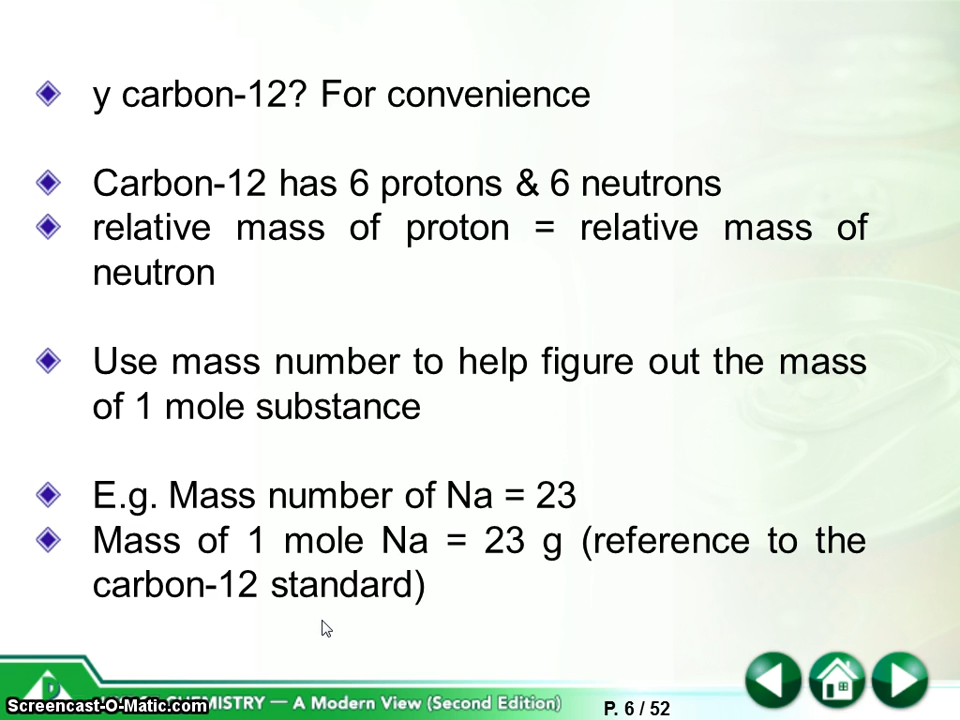 y carbon-12? For convenience
Carbon-12 has 6 protons & 6 neutrons
relative mass of proton = relative mass of
neutron
Use mass number to help figure out the mass
of 1 mole substance
E.g. Mass number of Na = 23
Mass of 1 mole Na = 23 g (reference to the
carbon-12 standard)
CHEMISTRY — A Modern View (Second Edition)
Screencast-O-Matic.com
P. 6 / 52